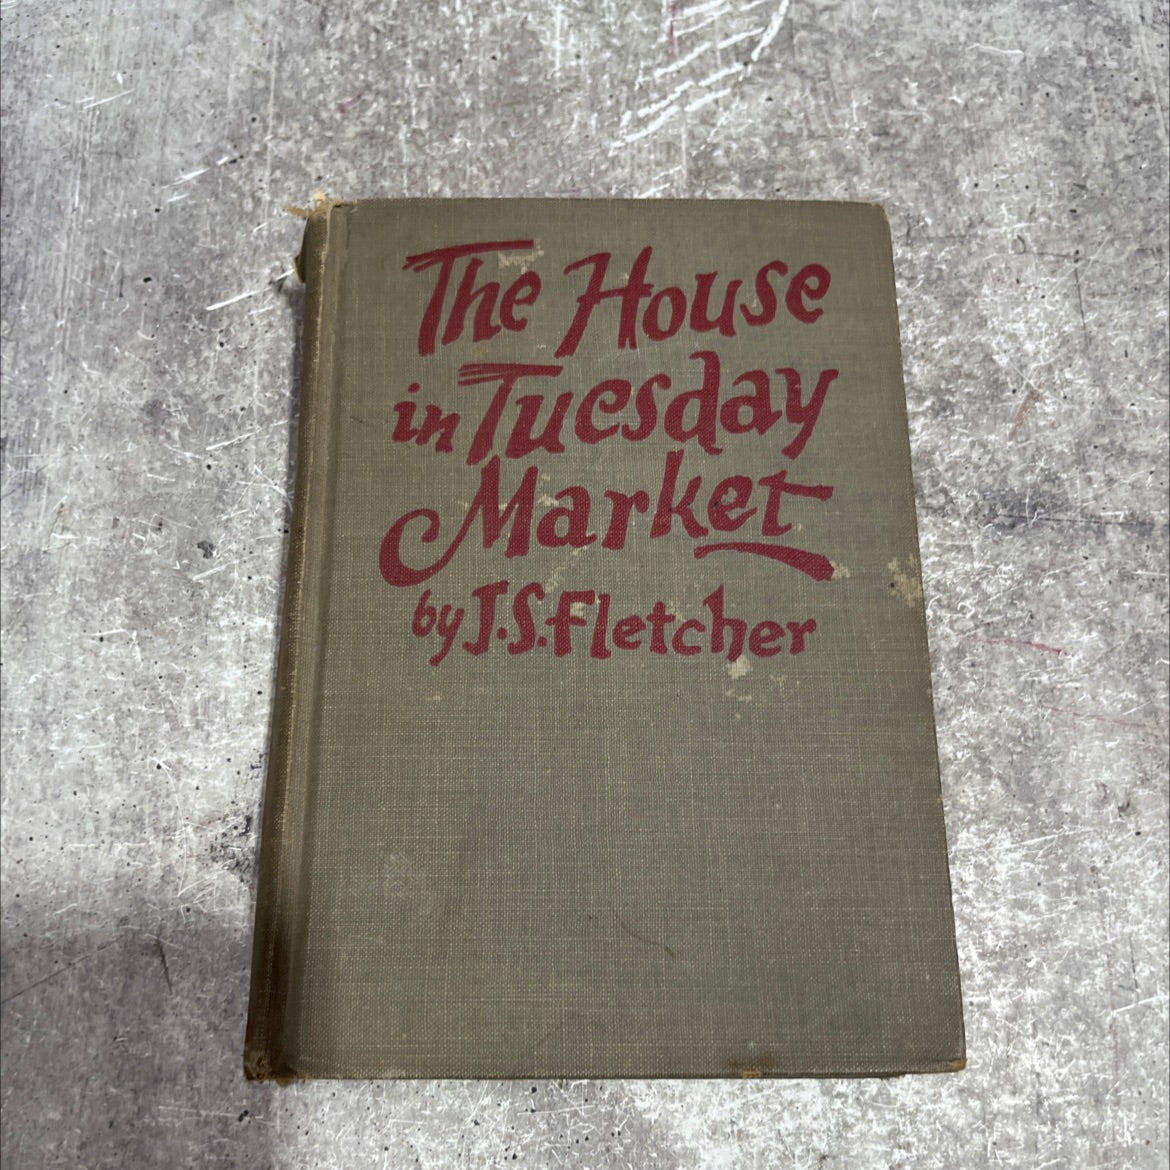 The House
in Tuesday
Market
by J.S.Fletcher